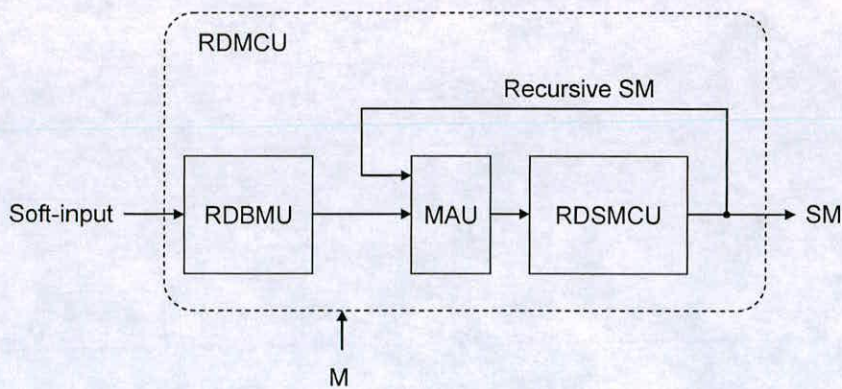 RDMCU
Recursive SM
Soft-input
RDBMU
MAU
RDSMCU
SM
M